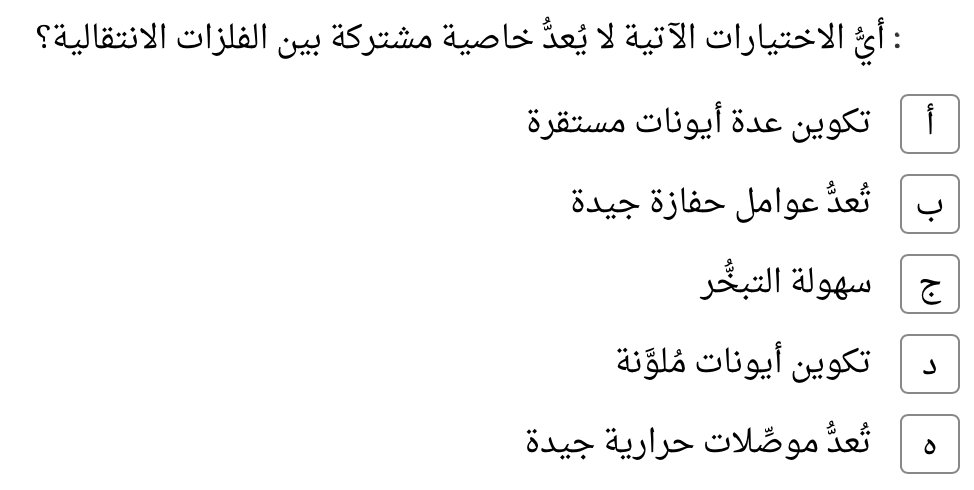 : أيُّ الاختيارات الآتية لا يُعدُّ خاصية مشتركة بين الفلزات الانتقالية؟
أ تكوين عدة أيونات مستقرة
ب تُعدُّ عوامل حفازة جيدة
ج سهولة التبخُّر
د تكوين أيونات مُلوَّنة
ه تُعدُّ موصِّلات حرارية جيدة